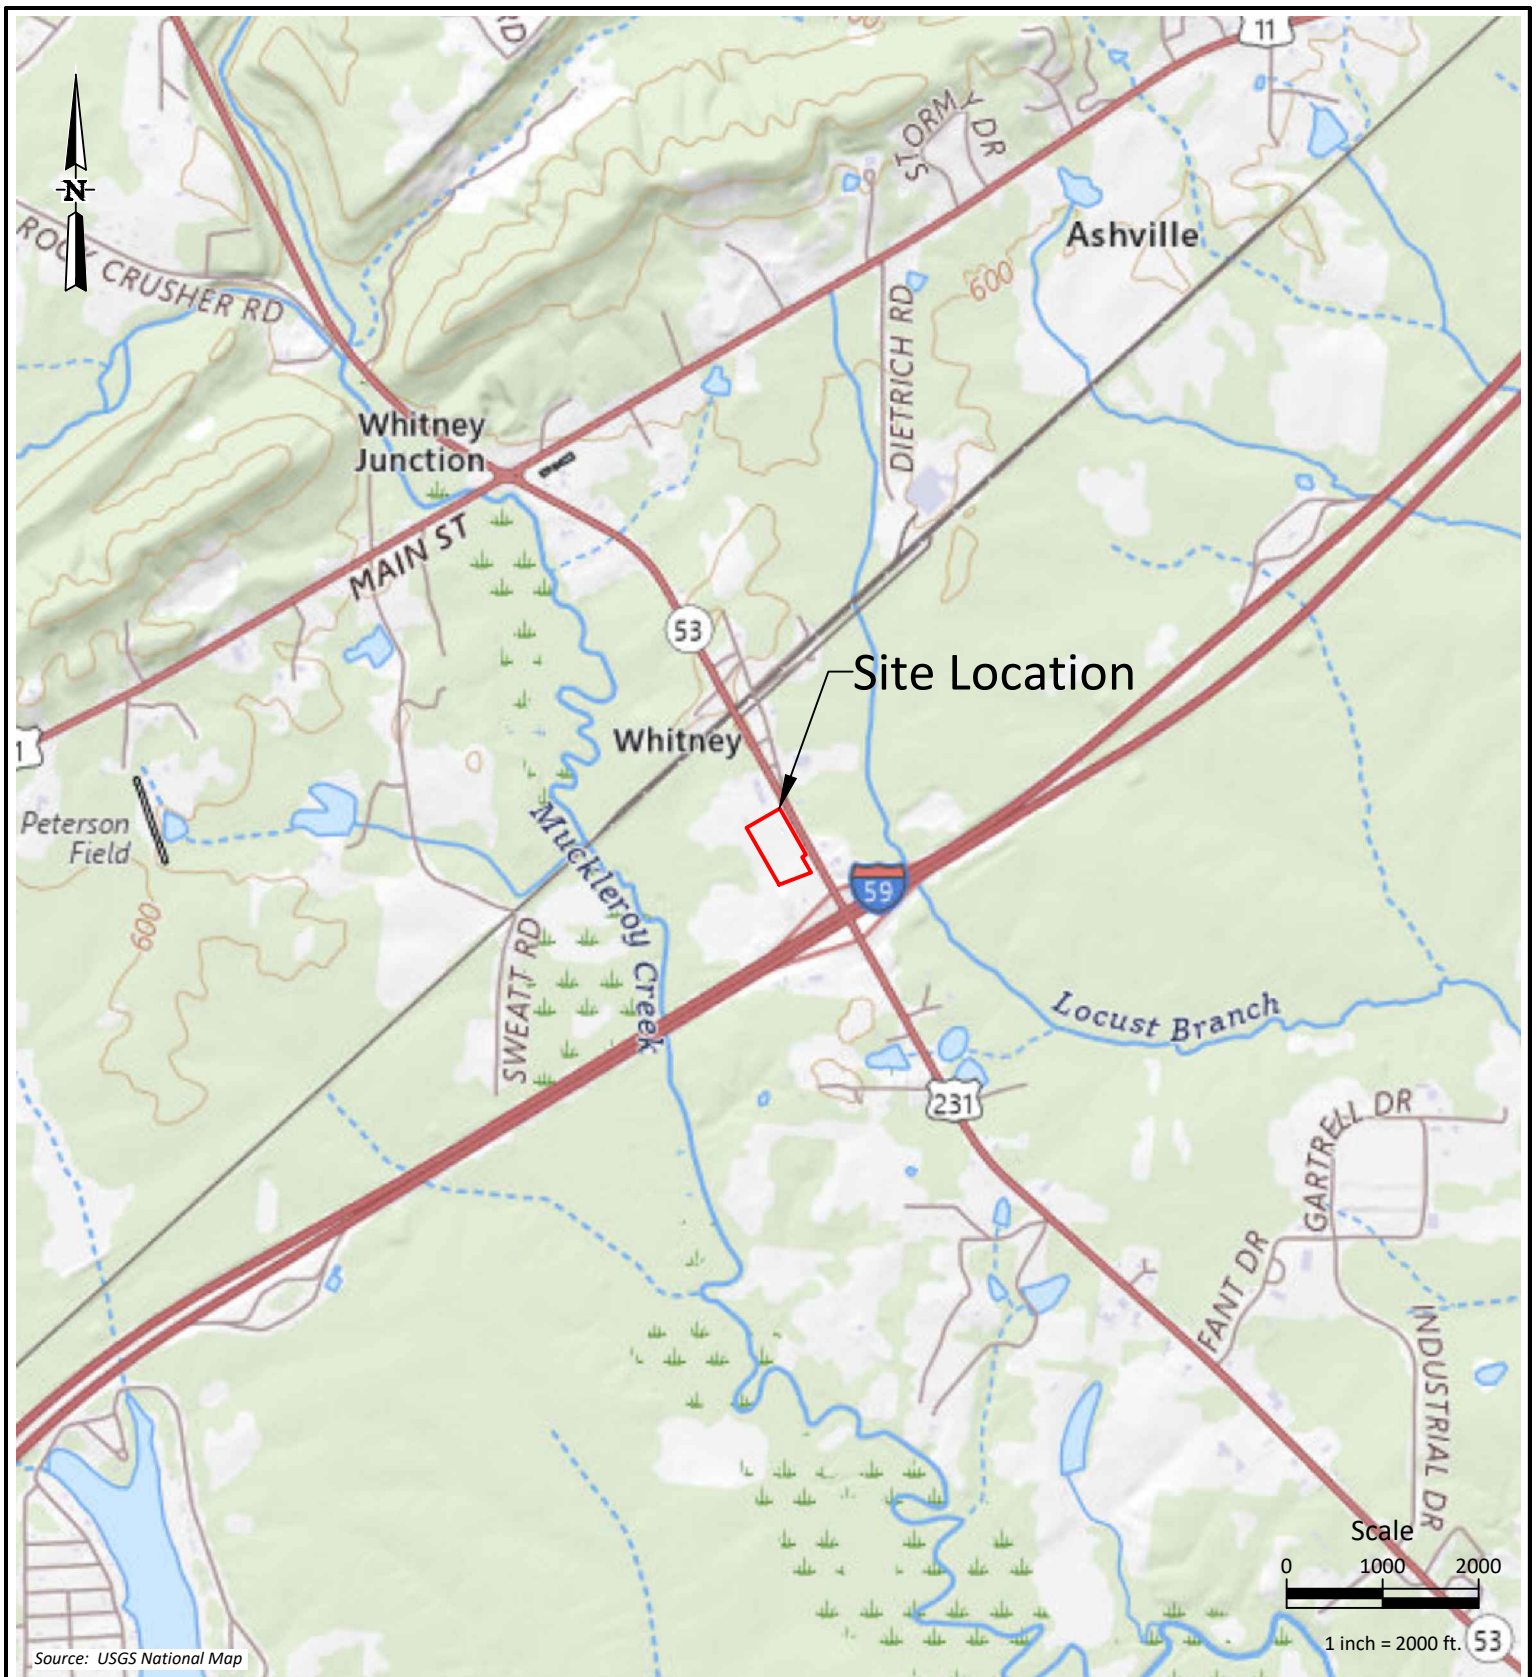 RD
11
STORMY DR
Ashville
ROCK CRUSHER RD
600
DIETRICH RD
Whitney
Junction
MAIN ST
53
Site Location
Whitney
1
Peterson
Field
Muckleroy Creek
59
600
SWEATT RD
Locust Branch
231
GARTRELL DR
FANT DR
INDUSTRIAL DR
Scale
0 1000 2000
1 inch = 2000 ft.
53
Source: USGS National Map
N